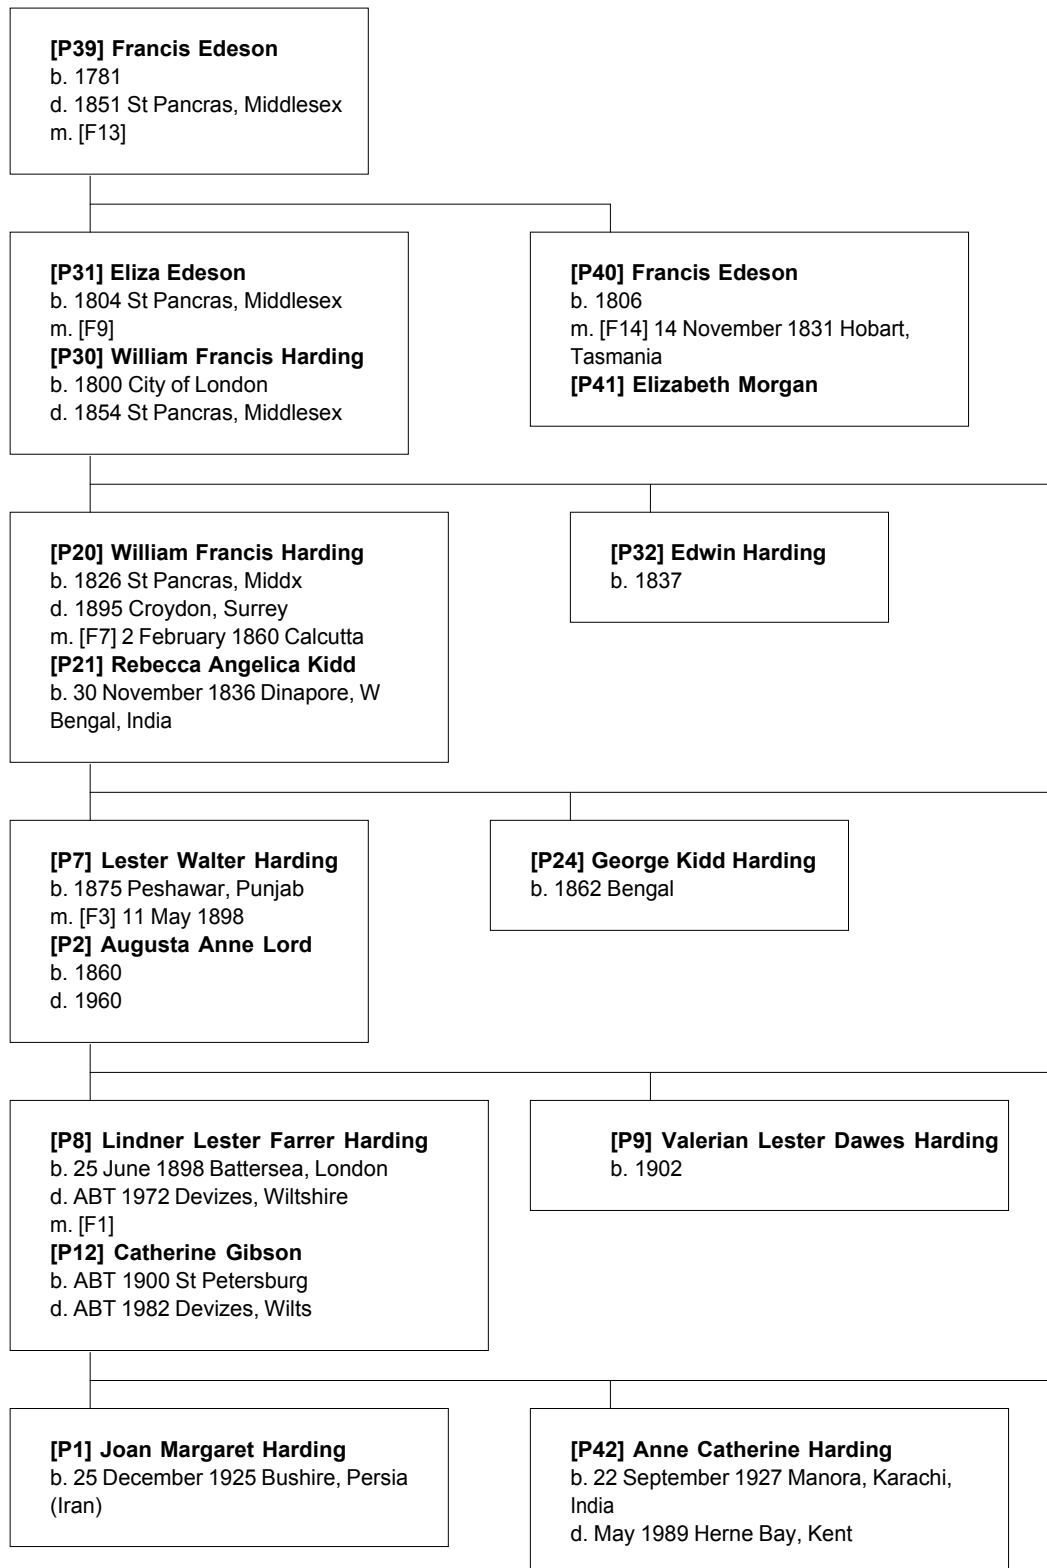 [P39] Francis Edeson
b. 1781
d. 1851 St Pancras, Middlesex
m. [F13]
[P31] Eliza Edeson
b. 1804 St Pancras, Middlesex
m. [F9]
[P30] William Francis Harding
b. 1800 City of London
d. 1854 St Pancras, Middlesex
[P40] Francis Edeson
b. 1806
m. [F14] 14 November 1831 Hobart,
Tasmania
[P41] Elizabeth Morgan
[P20] William Francis Harding
b. 1826 St Pancras, Middx
d. 1895 Croydon, Surrey
m. [F7] 2 February 1860 Calcutta
[P21] Rebecca Angelica Kidd
b. 30 November 1836 Dinapore, W
Bengal, India
[P32] Edwin Harding
b. 1837
[P7] Lester Walter Harding
b. 1875 Peshawar, Punjab
m. [F3] 11 May 1898
[P2] Augusta Anne Lord
b. 1860
d. 1960
[P24] George Kidd Harding
b. 1862 Bengal
[P8] Lindner Lester Farrer Harding
b. 25 June 1898 Battersea, London
d. ABT 1972 Devizes, Wiltshire
m. [F1]
[P12] Catherine Gibson
b. ABT 1900 St Petersburg
d. ABT 1982 Devizes, Wilts
[P9] Valerian Lester Dawes Harding
b. 1902
[P1] Joan Margaret Harding
b. 25 December 1925 Bushire, Persia
(Iran)
[P42] Anne Catherine Harding
b. 22 September 1927 Manora, Karachi,
India
d. May 1989 Herne Bay, Kent